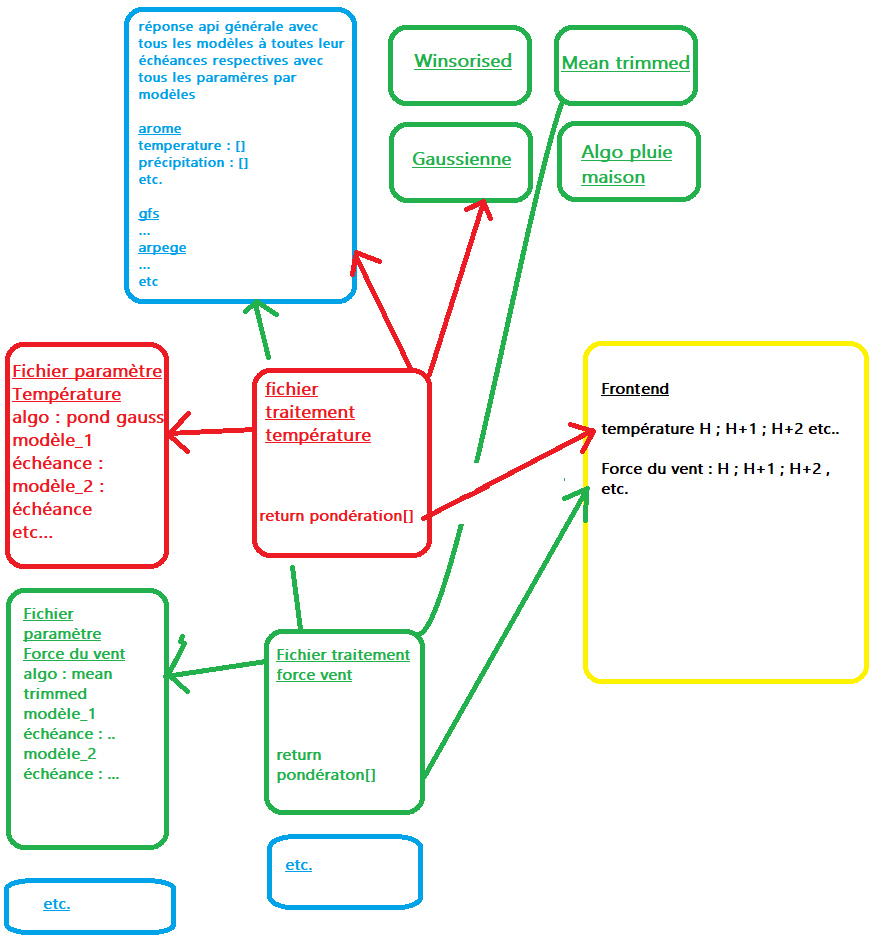 réponse api générale avec
tous les modèles à toutes leur
échéances respectives avec
tous les paramères par
modèles
arome
temperature : []
précipitation : []
etc.
gfs
...
arpege
...
etc
Winsorised
Mean trimmed
Gaussienne
Algo pluie
maison
Fichier paramètre
Température
algo : pond gauss
modèle_1
échéance :
modèle_2 :
échéance
etc...
fichier
traitement
température
return pondération[]
Frontend
température H ; H+1 ; H+2 etc..
Force du vent : H ; H+1 ; H+2 ,
etc.
Fichier
paramètre
Force du vent
algo : mean
trimmed
modèle_1
échéance : ..
modèle_2
échéance : ...
Fichier traitement
force vent
return
pondératon[]
etc.
etc.